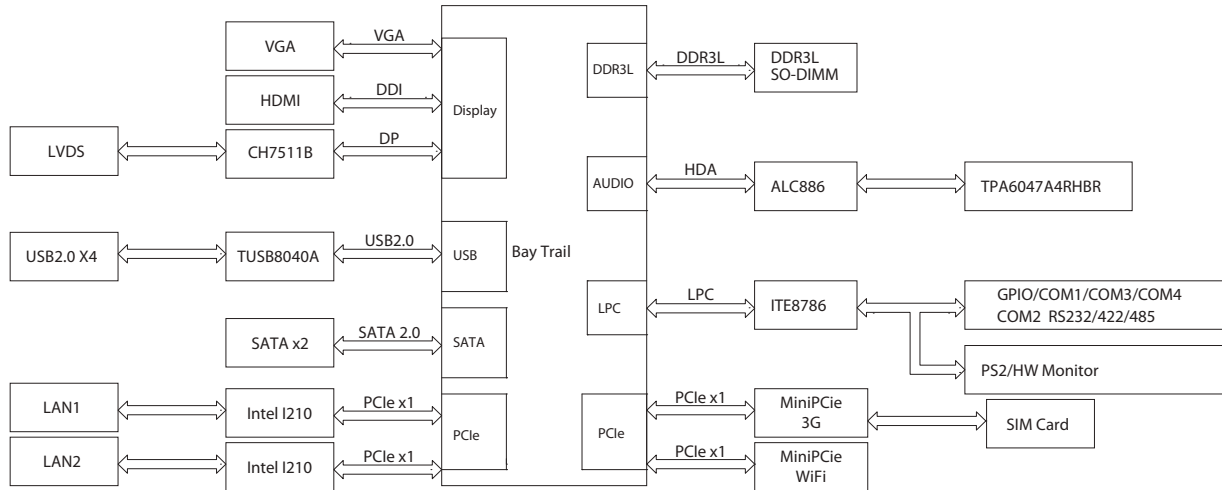 VGA
VGA
HDMI
DDI
LVDS
CH7511B
DP
Display
USB2.0 X4
TUSB8040A
USB2.0
USB
SATA x2
SATA 2.0
SATA
LAN1
Intel I210
PCIe x1
PCIe
LAN2
Intel I210
PCIe x1
Bay Trail
DDR3L
DDR3L
DDR3L
SO-DIMM
AUDIO
HDA
ALC886
TPA6047A4RHBR
LPC
LPC
ITE8786
GPIO/COM1/COM3/COM4
COM2 RS232/422/485
PS2/HW Monitor
PCIe
PCIe x1
MiniPCie
3G
SIM Card
PCIe x1
MiniPCie
WiFi